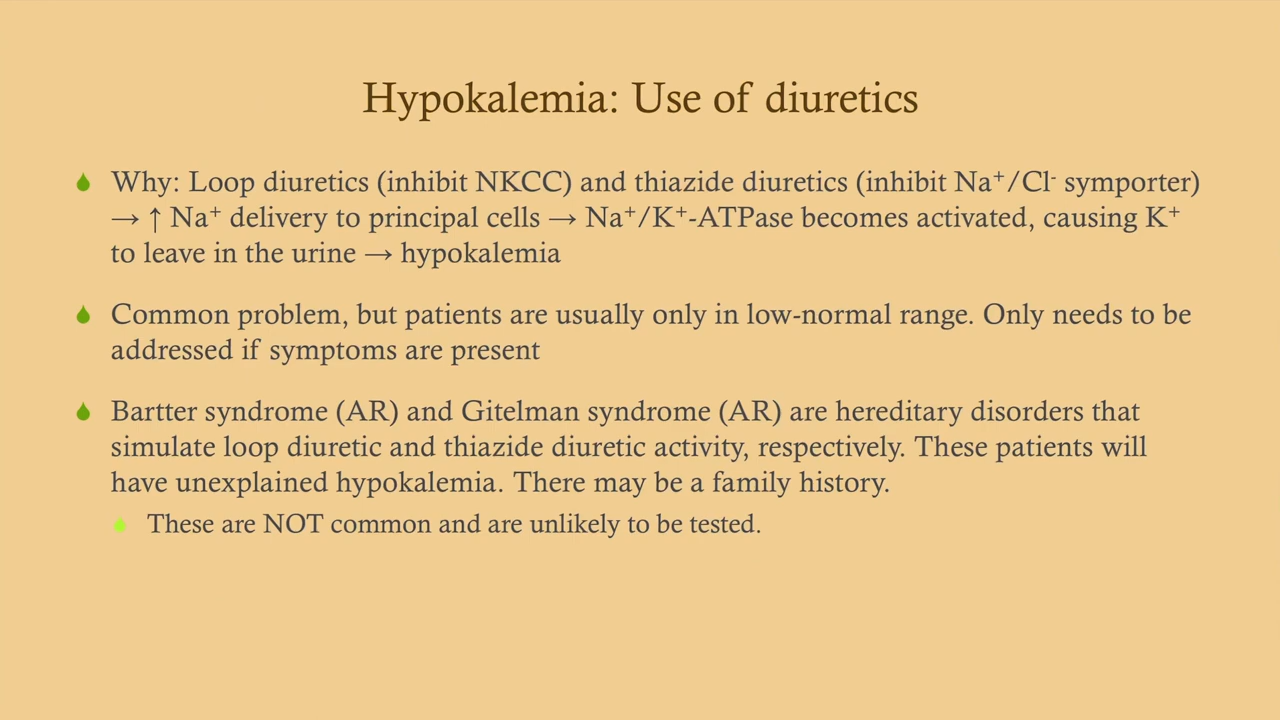 Hypokalemia: Use of diuretics
Why: Loop diuretics (inhibit NKCC) and thiazide diuretics (inhibit Na⁺/Cl⁻ symporter)
→ ↑ Na⁺ delivery to principal cells → Na⁺/K⁺-ATPase becomes activated, causing K⁺
to leave in the urine → hypokalemia
Common problem, but patients are usually only in low-normal range. Only needs to be
addressed if symptoms are present
Bartter syndrome (AR) and Gitelman syndrome (AR) are hereditary disorders that
simulate loop diuretic and thiazide diuretic activity, respectively. These patients will
have unexplained hypokalemia. There may be a family history.
These are NOT common and are unlikely to be tested.